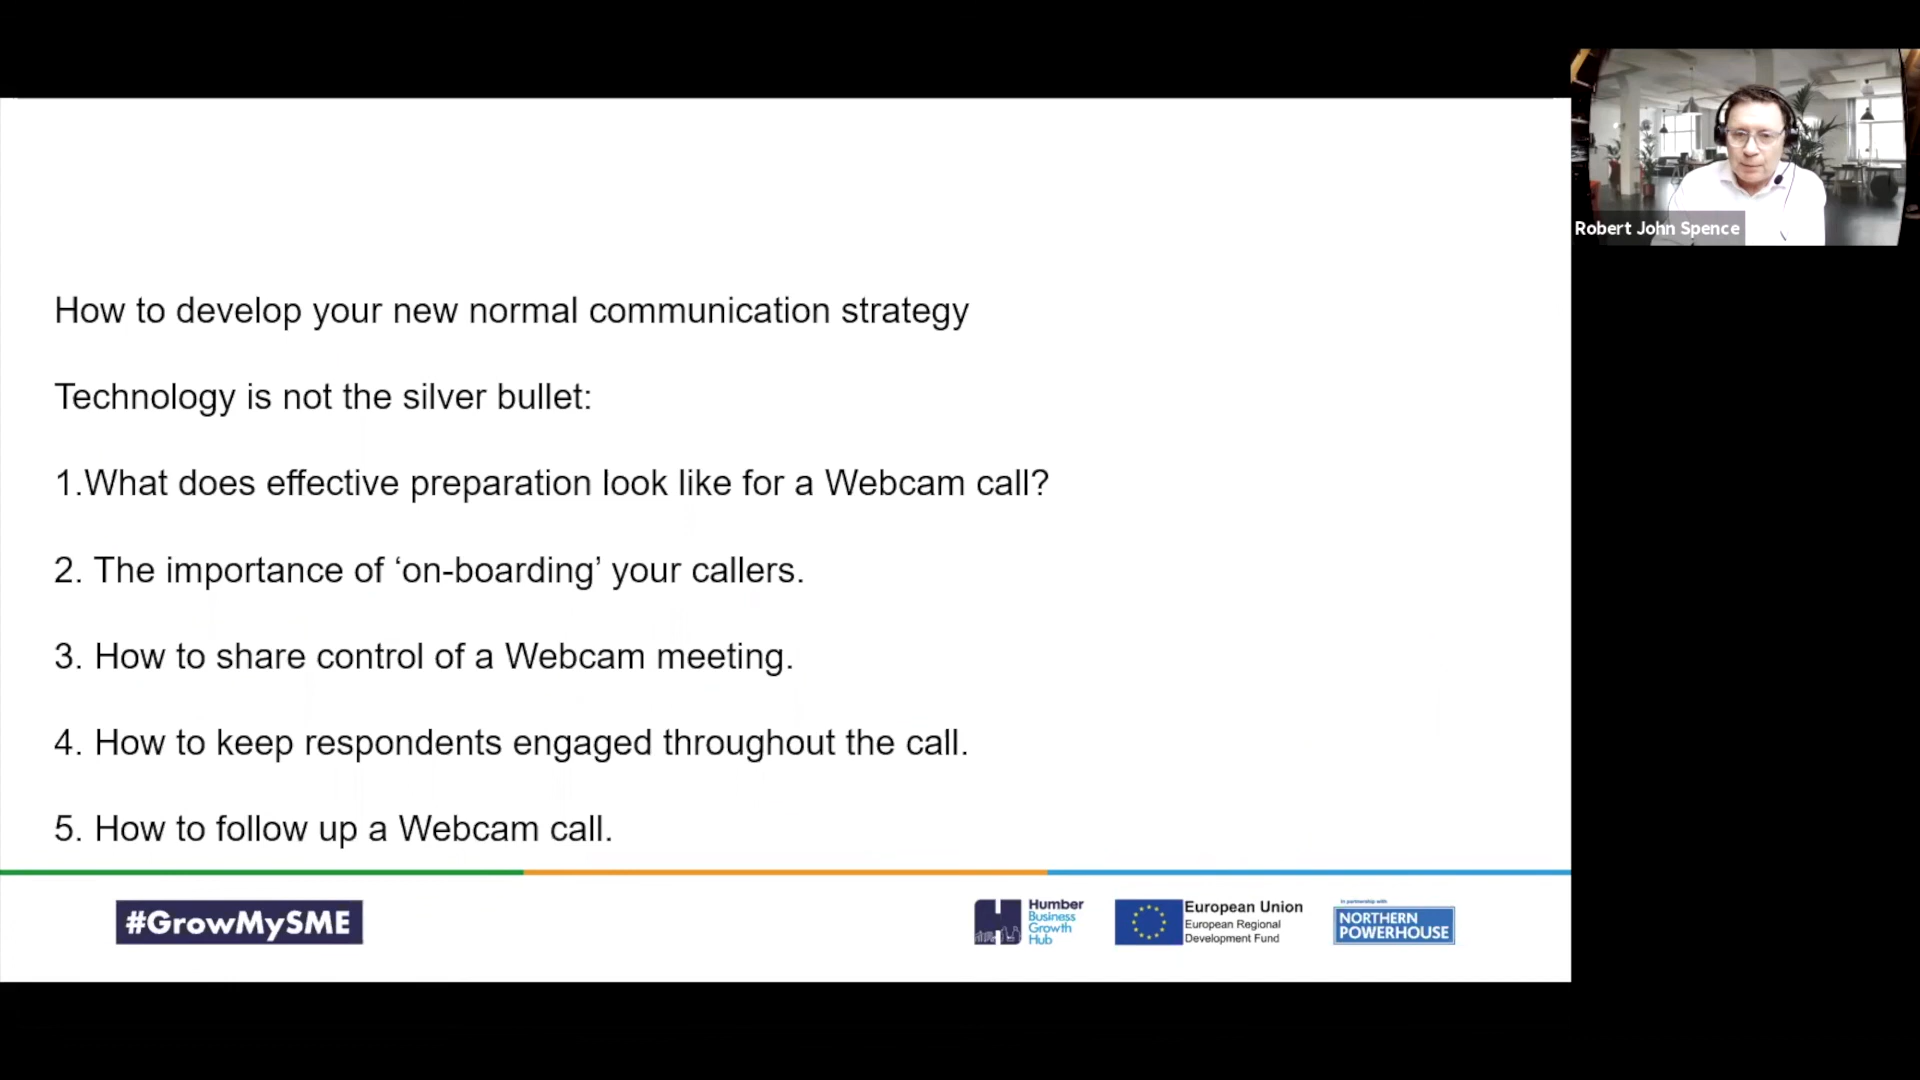 How to develop your new normal communication strategy
Technology is not the silver bullet:
1.What does effective preparation look like for a Webcam call?
2. The importance of ‘on-boarding’ your callers.
3. How to share control of a Webcam meeting.
4. How to keep respondents engaged throughout the call.
5. How to follow up a Webcam call.
Robert John Spence
#GrowMySME
Humber
Business
Growth
Hub
European Union
European Regional
Development Fund
in partnership with:
NORTHERN
POWERHOUSE